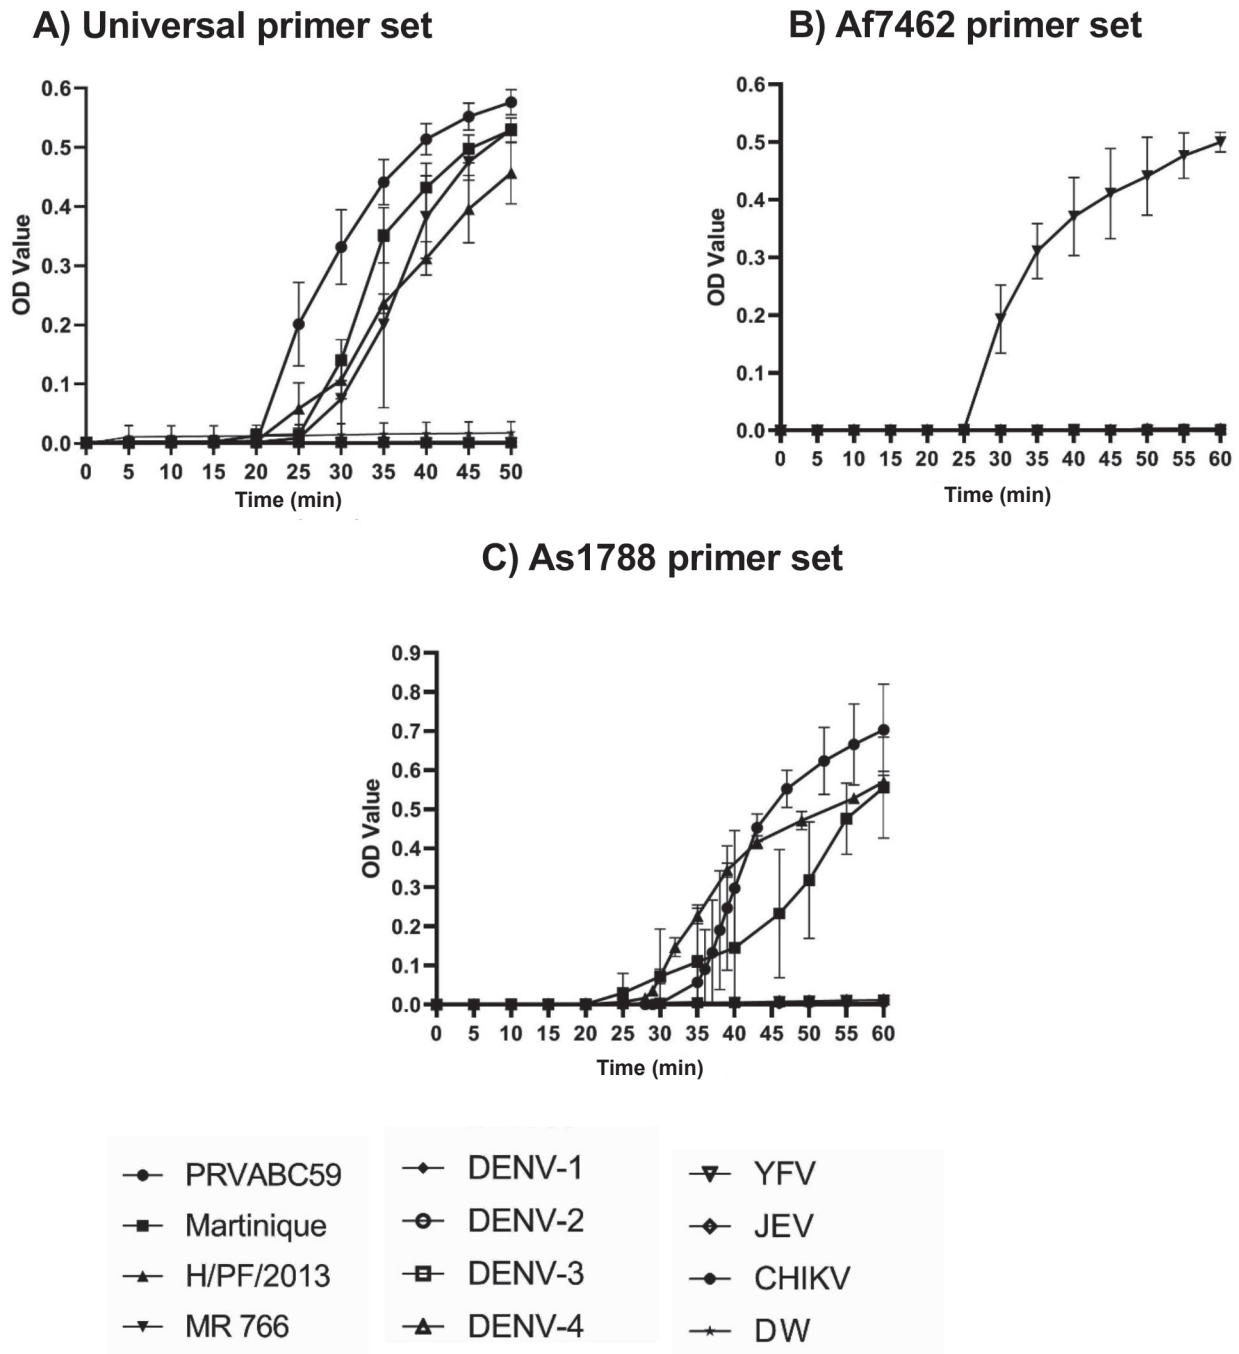 A) Universal primer set
B) Af7462 primer set
0.6
0.5
0.4
0.3
0.2
0.1
0.0
OD Value
0 5 10 15 20 25 30 35 40 45 50
Time (min)
0.6
0.5
0.4
0.3
0.2
0.1
0.0
OD Value
0 5 10 15 20 25 30 35 40 45 50 55 60
Time (min)
C) As1788 primer set
0.9
0.8
0.7
0.6
0.5
0.4
0.3
0.2
0.1
0.0
OD Value
0 5 10 15 20 25 30 35 40 45 50 55 60
Time (min)
PRVABC59
Martinique
H/PF/2013
MR 766
DENV-1
DENV-2
DENV-3
DENV-4
YFV
JEV
CHIKV
DW